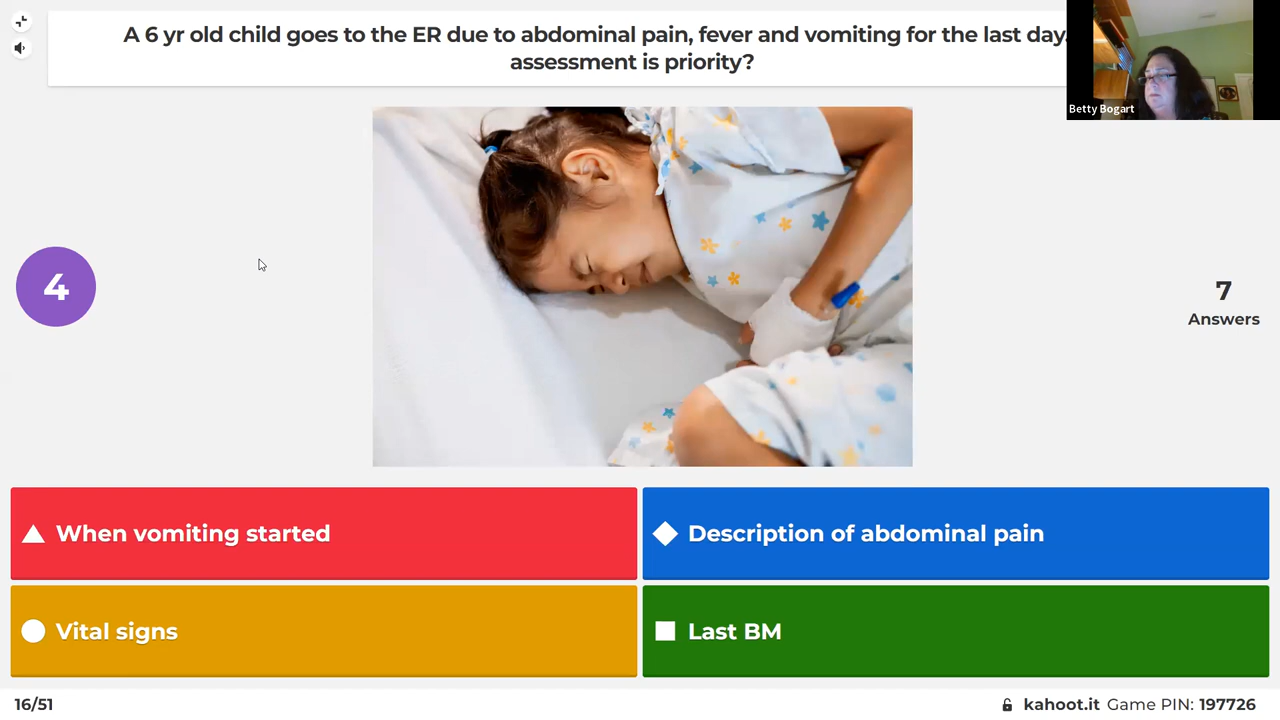 A 6 yr old child goes to the ER due to abdominal pain, fever and vomiting for the last day.
assessment is priority?
Betty Bogart
4
7
Answers
When vomiting started
Description of abdominal pain
Vital signs
Last BM
16/51
kahoot.it Game PIN: 197726